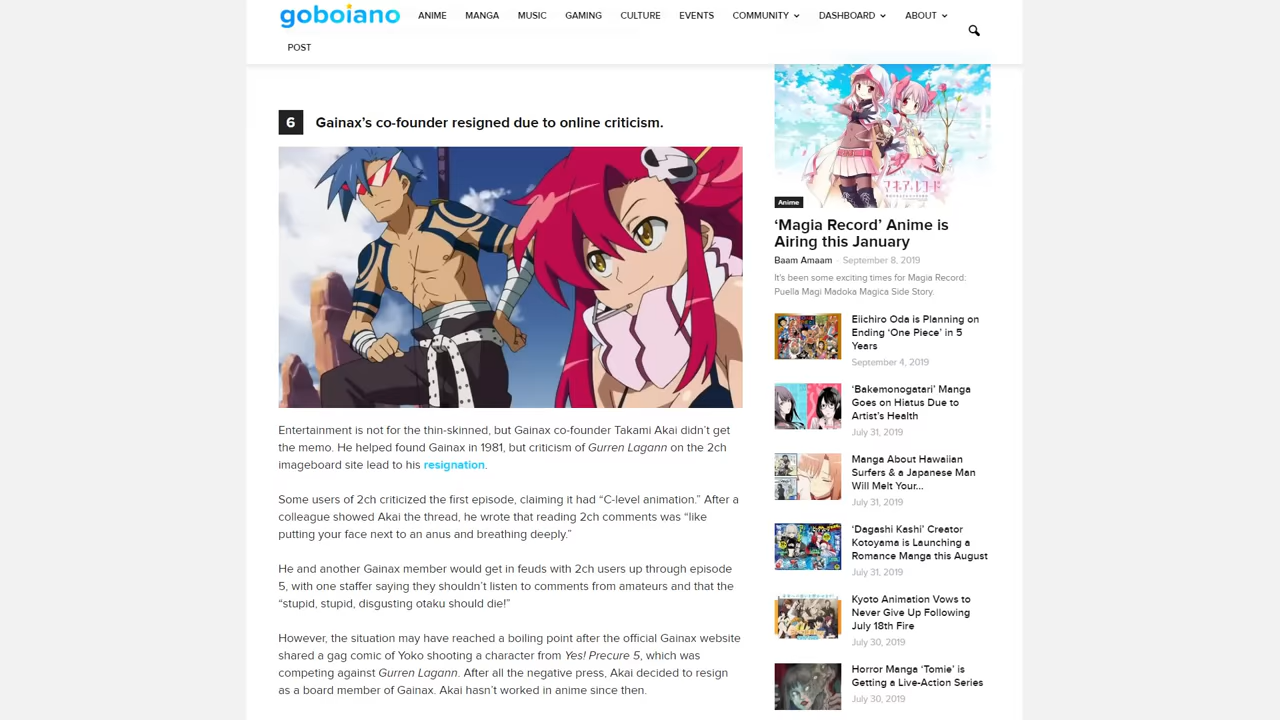 goboiano
ANIME
MANGA
MUSIC
GAMING
CULTURE
EVENTS
COMMUNITY
DASHBOARD
ABOUT
POST
6 Gainax's co-founder resigned due to online criticism.
Entertainment is not for the thin-skinned, but Gainax co-founder Takami Akai didn't get
the memo. He helped found Gainax in 1981, but criticism of Gurren Lagann on the 2ch
imageboard site lead to his resignation.
Some users of 2ch criticized the first episode, claiming it had “C-level animation.” After a
colleague showed Akai the thread, he wrote that reading 2ch comments was “like
putting your face next to an anus and breathing deeply.”
He and another Gainax member would get in feuds with 2ch users up through episode
5, with one staffer saying they shouldn't listen to comments from amateurs and that the
“stupid, stupid, disgusting otaku should die!”
However, the situation may have reached a boiling point after the official Gainax website
shared a gag comic of Yoko shooting a character from Yes! Precure 5, which was
competing against Gurren Lagann. After all the negative press, Akai decided to resign
as a board member of Gainax. Akai hasn't worked in anime since then.
マギアレコード
Anime
‘Magia Record’ Anime is
Airing this January
Baam Amaam - September 8, 2019
It's been some exciting times for Magia Record:
Puella Magi Madoka Magica Side Story.
Eiichiro Oda is Planning on
Ending ‘One Piece’ in 5
Years
September 4, 2019
‘Bakemonogatari’ Manga
Goes on Hiatus Due to
Artist's Health
July 31, 2019
Manga About Hawaiian
Surfers & a Japanese Man
Will Melt Your...
July 31, 2019
‘Dagashi Kashi’ Creator
Kotoyama is Launching a
Romance Manga this August
July 31, 2019
Kyoto Animation Vows to
Never Give Up Following
July 18th Fire
July 30, 2019
Horror Manga ‘Tomie’ is
Getting a Live-Action Series
July 30, 2019